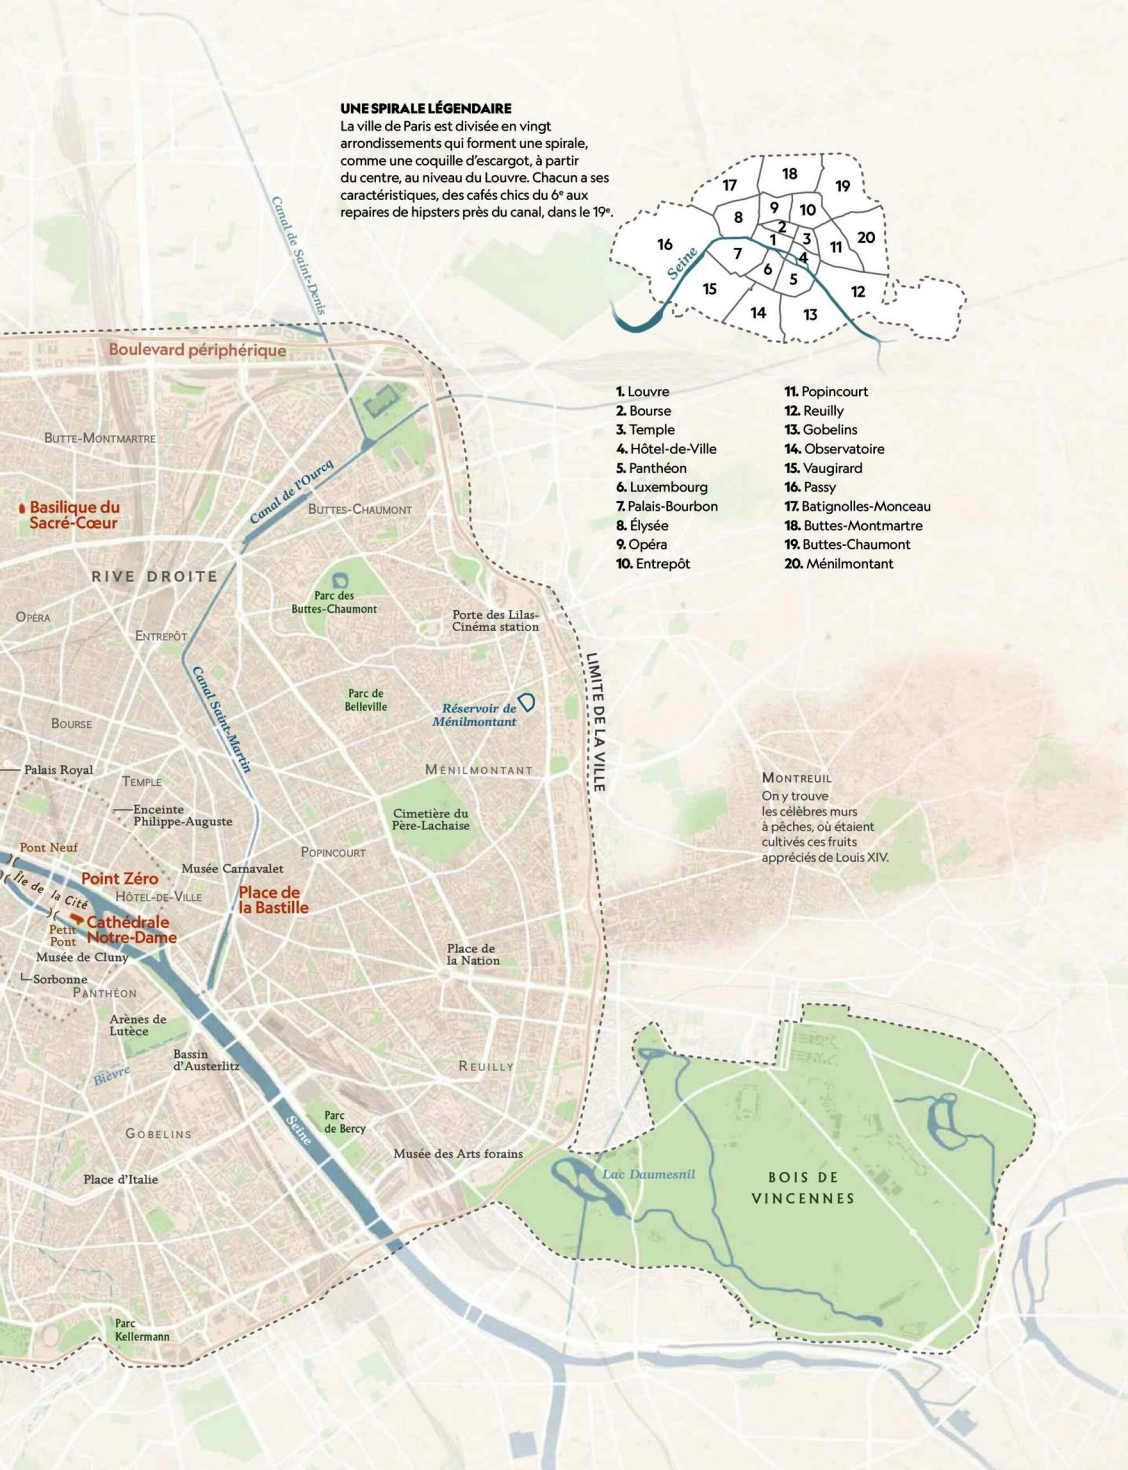 UNE SPIRALE LÉGENDAIRE
La ville de Paris est divisée en vingt
arrondissements qui forment une spirale,
comme une coquille d'escargot, à partir
du centre, au niveau du Louvre. Chacun a ses
caractéristiques, des cafés chics du 6e aux
repaires de hipsters près du canal, dans le 19e.
17
18
19
8
9
10
2
16
1
3
11
20
7
4
6
5
Seine
15
12
14
13
1. Louvre
2. Bourse
3. Temple
4. Hôtel-de-Ville
5. Panthéon
6. Luxembourg
7. Palais-Bourbon
8. Élysée
9. Opéra
10. Entrepôt
11. Popincourt
12. Reuilly
13. Gobelins
14. Observatoire
15. Vaugirard
16. Passy
17. Batignolles-Monceau
18. Buttes-Montmartre
19. Buttes-Chaumont
20. Ménilmontant
Canal de Saint-Denis
Boulevard périphérique
BUTTE-MONTMARTRE
Canal de l'Ourcq
Basilique du
Sacré-Cœur
BUTTES-CHAUMONT
RIVE DROITE
Parc des
Buttes-Chaumont
OPÉRA
Porte des Lilas-
Cinéma station
ENTREPÔT
LIMITE DE LA VILLE
Canal Saint-Martin
Parc de
Belleville
Réservoir de
Ménilmontant
BOURSE
Palais Royal
MÉNILMONTANT
TEMPLE
MONTREUIL
On y trouve
les célèbres murs
à pêches, où étaient
cultivés ces fruits
appréciés de Louis XIV.
Enceinte
Philippe-Auguste
Cimetière du
Père-Lachaise
Pont Neuf
POPINCOURT
Musée Carnavalet
Point Zéro
Île de la Cité
HÔTEL-DE-VILLE
Place de
la Bastille
Cathédrale
Notre-Dame
Petit
Pont
Musée de Cluny
Place de
la Nation
Sorbonne
PANTHÉON
Arènes de
Lutèce
Bassin
d'Austerlitz
REUILLY
Bièvre
Parc
de Bercy
Seine
GOBELINS
Musée des Arts forains
Lac Daumesnil
BOIS DE
VINCENNES
Place d'Italie
Parc
Kellermann